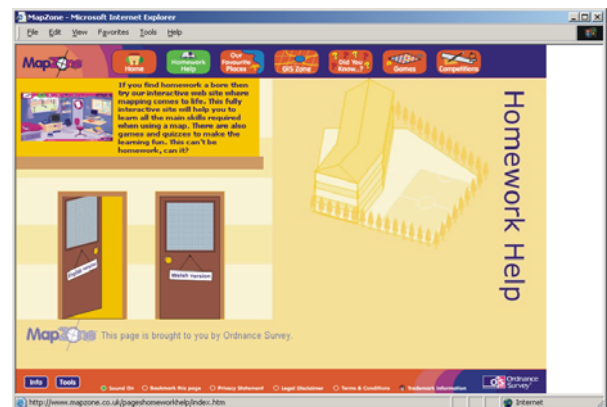 MapZone - Microsoft Internet Explorer
File Edit View Favorites Tools Help
MapZone
Home
Homework Help
Our Favourite Places
GIS Zone
Did You Know..?
Games
Competitions
If you find homework a bore then
try our interactive web site where
mapping comes to life. This fully
interactive site will help you to
learn all the main skills required
when using a map. There are also
games and quizzes to make the
learning fun. This can't be
homework, can it?
Homework Help
English version
Welsh version
MapZone This page is brought to you by Ordnance Survey.
Info Tools
Sound On Bookmark this page Privacy Statement Legal Disclaimer Terms & Conditions Trademark information
OS Ordnance Survey
http://www.mapzone.co.uk/pageshomeworkhelp/index.htm
Internet